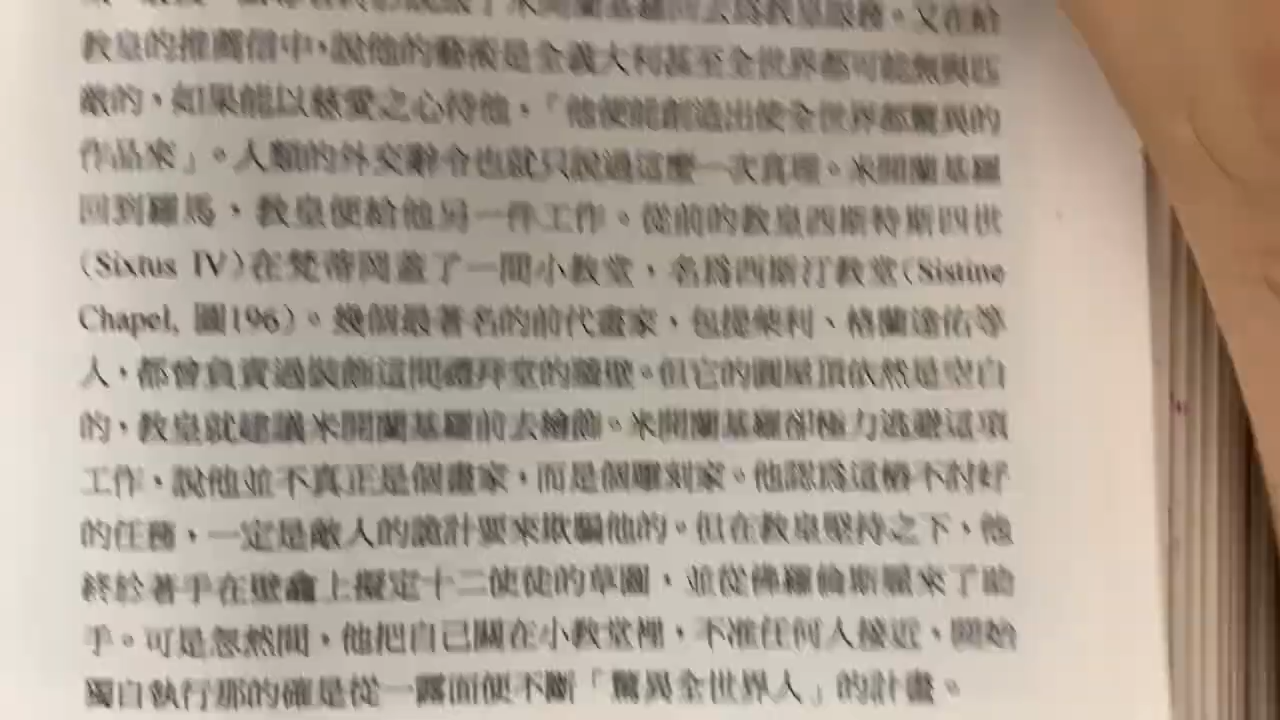 教皇的推薦信中，說他的藝術是全義大利甚至全世界都可能無與匹
敵的，如果能以慈愛之心待他，「他便能創造出使全世界都驚異的
作品來」。人類的外交辭令也就只說過這麼一次真理。米開蘭基羅
回到羅馬，教皇便給他另一件工作。從前的教皇西斯特斯四世
（Sixtus IV）在梵蒂岡蓋了一間小教堂，名為西斯汀教堂（Sistine
Chapel, 圖196）。幾個最著名的前代畫家，包提柴利、格蘭達佑等
人，都曾負責過裝飾這間禮拜堂的牆壁。但它的圓屋頂依然是空白
的，教皇就建議米開蘭基羅前去繪飾。米開蘭基羅卻極力逃避這項
工作，說他並不真正是個畫家，而是個雕刻家。他認為這樁不討好
的任務，一定是敵人的詭計要來欺騙他的。但在教皇堅持之下，他
終於著手在壁龕上擬定十二使徒的草圖，並從佛羅倫斯雇來了助
手。可是忽然間，他把自己關在小教堂裡，不准任何人接近，開始
獨自執行那的確是從一露面便不斷「驚異全世界人」的計畫。